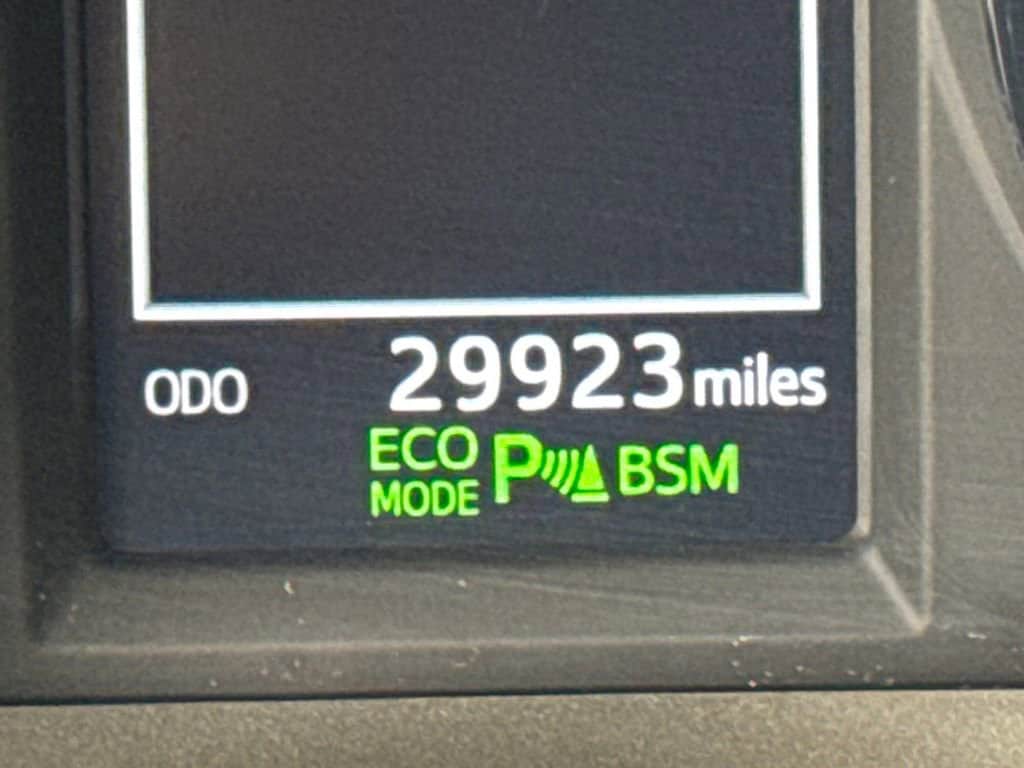 ODO 29923 miles
ECO MODE P BSM